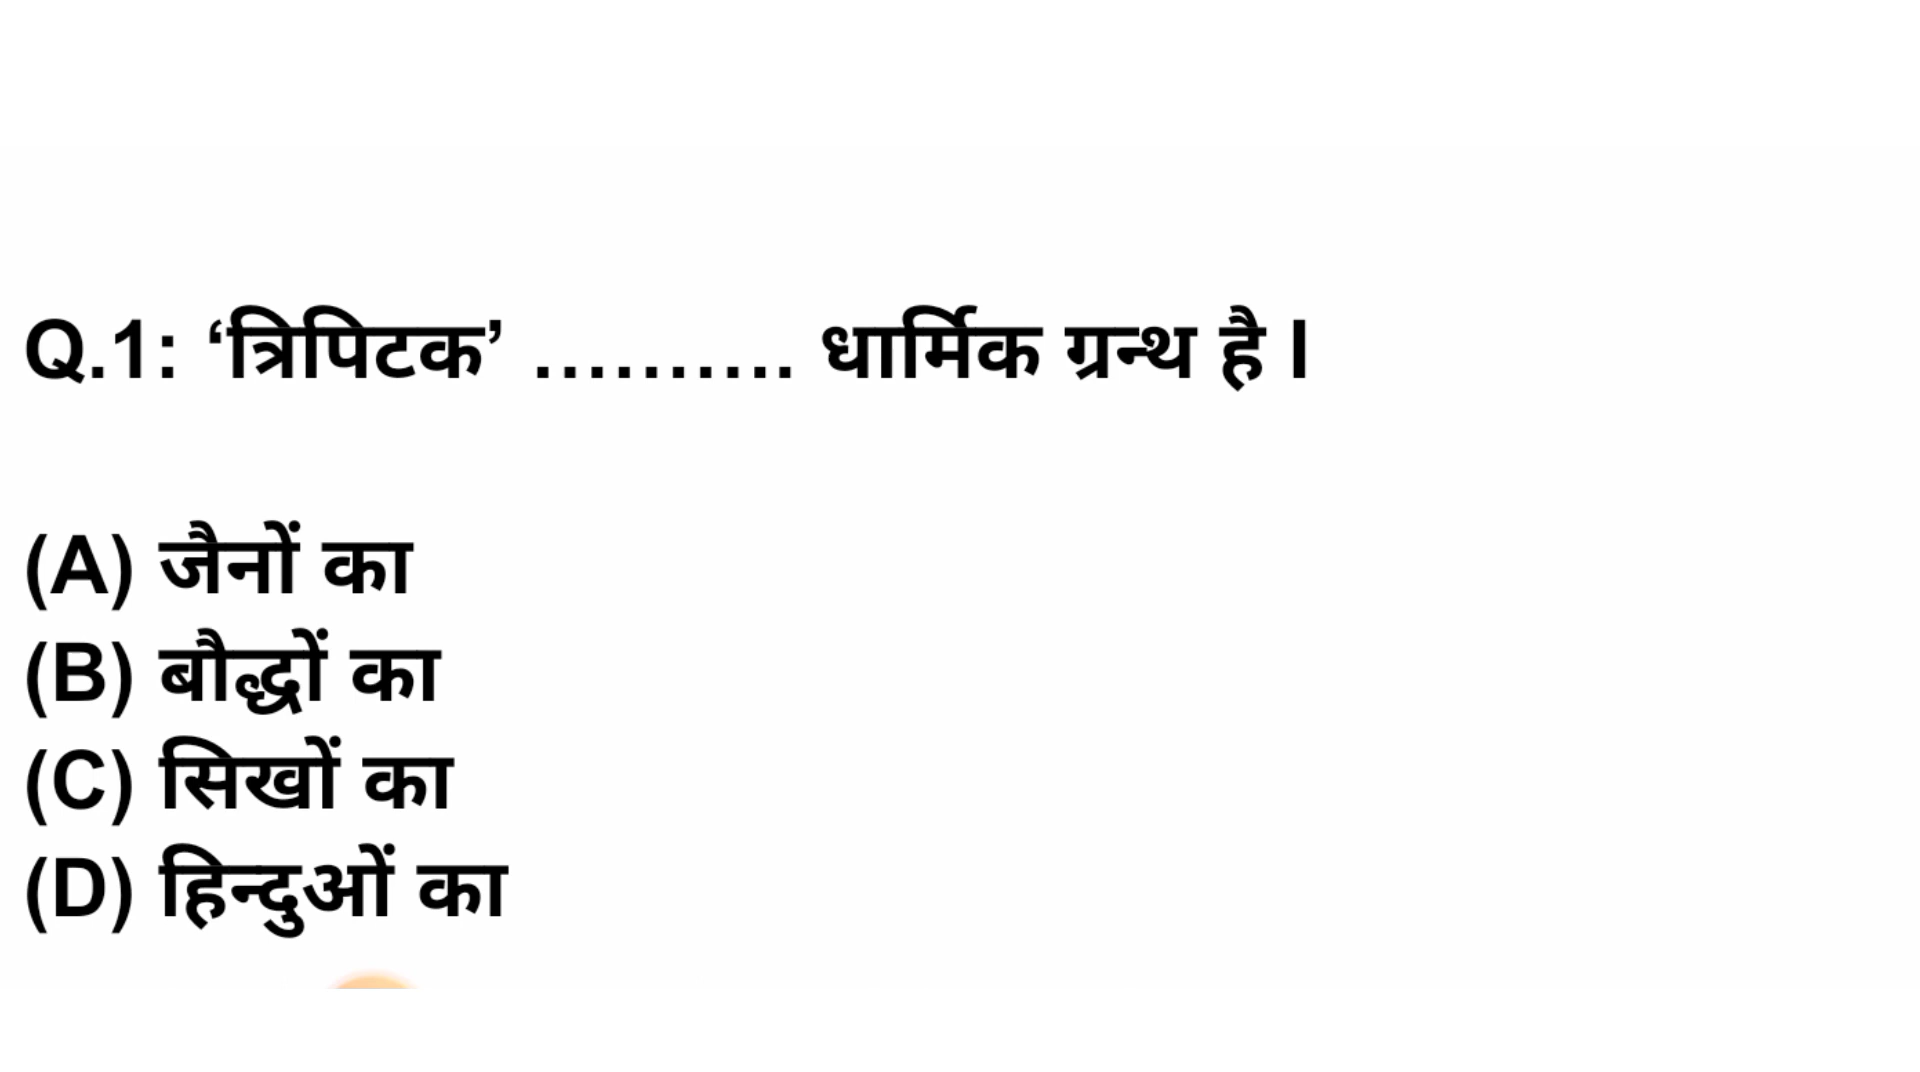 Q.1: ‘त्रिपिटक’ .......... धार्मिक ग्रन्थ है I
(A) जैनों का
(B) बौद्धों का
(C) सिखों का
(D) हिन्दुओं का